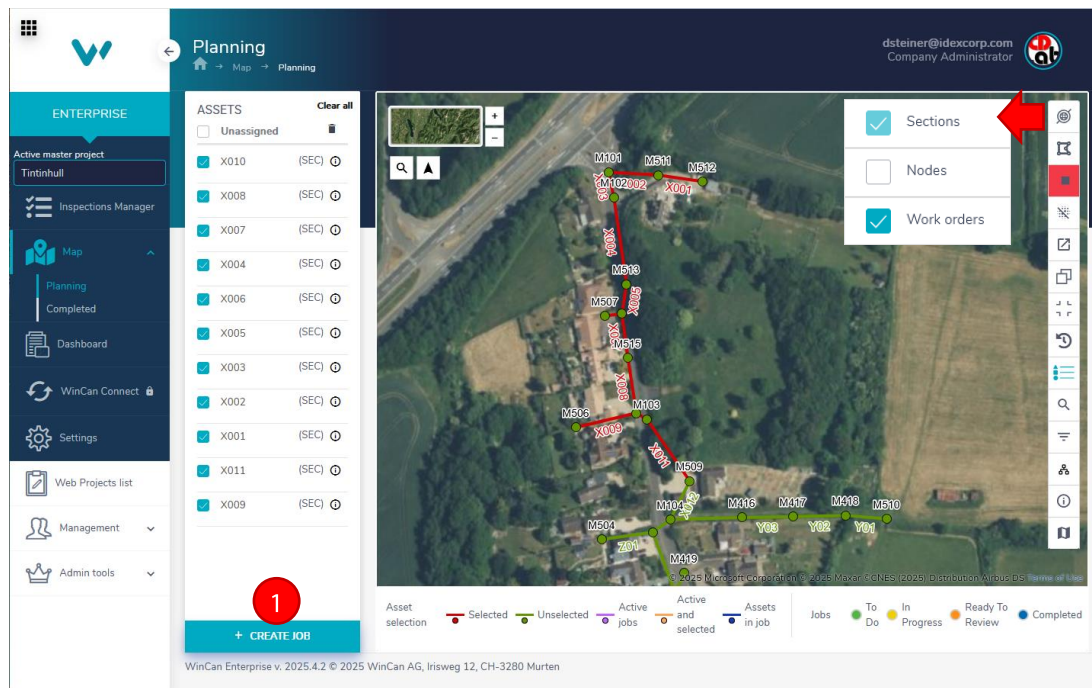 Planning
→ Map → Planning
dsteiner@idexcorp.com
Company Administrator
ENTERPRISE
Active master project
Tintinhull
Inspections Manager
Map
Planning
Completed
Dashboard
WinCan Connect
Settings
Web Projects list
Management
Admin tools
ASSETS
Clear all
Unassigned
X010 (SEC)
X008 (SEC)
X007 (SEC)
X004 (SEC)
X006 (SEC)
X005 (SEC)
X003 (SEC)
X002 (SEC)
X001 (SEC)
X011 (SEC)
X009 (SEC)
1
+ CREATE JOB
Sections
Nodes
Work orders
M101
M511
M512
M102
002
X001
X004
M513
X005
M507
M515
X008
M506
M103
X009
X011
M509
X012
M104
M416
M417
M418
M510
Y03
Y02
Y01
M504
Z01
M419
© 2025 Microsoft Corporation © 2025 Maxar ©CNES (2025) Distribution Airbus DS Terms of Use
Asset selection
Selected
Unselected
Active jobs
Active and selected
Assets in job
Jobs
To Do
In Progress
Ready To Review
Completed
WinCan Enterprise v. 2025.4.2 © 2025 WinCan AG, Irisweg 12, CH-3280 Murten